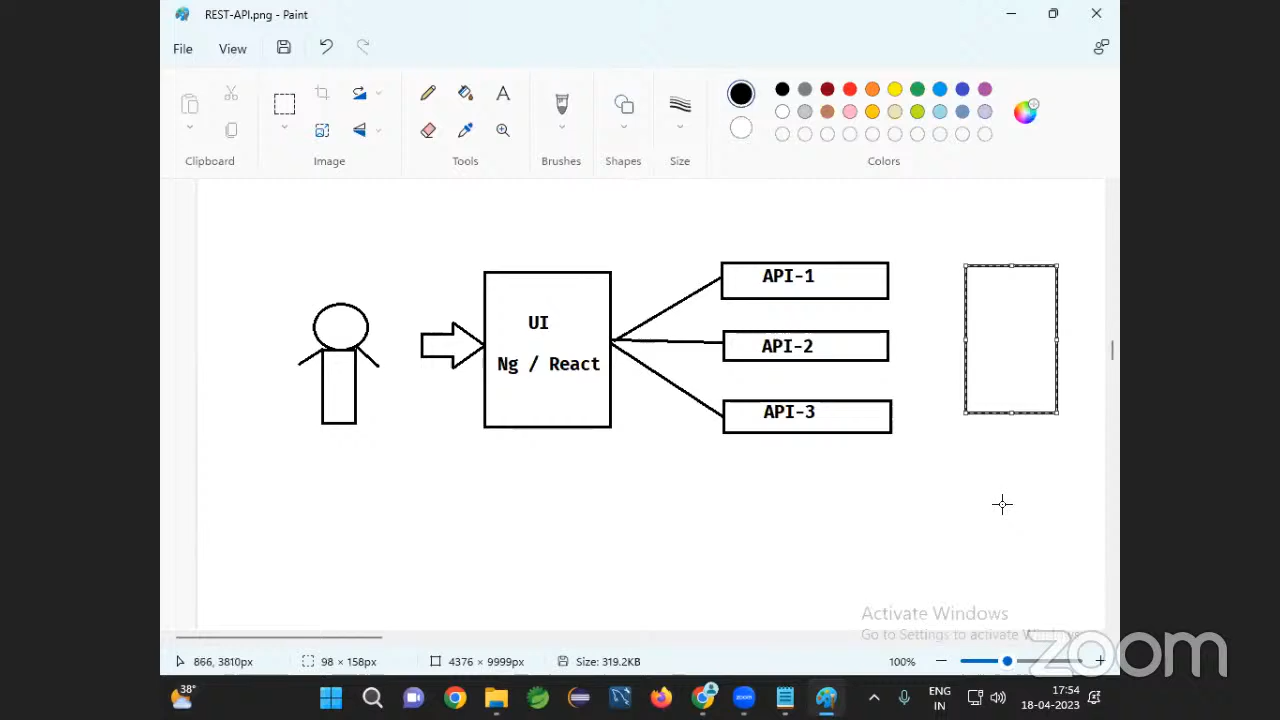 REST-API.png - Paint
File View
Clipboard Image Tools Brushes Shapes Size Colors
UI
Ng / React
API-1
API-2
API-3
Activate Windows
Go to Settings to activate Windows.
zoom
866, 3810px 98 × 158px 4376 × 9999px Size: 319.2KB 100%
38°
zoom
ENG
IN
17:54
18-04-2023